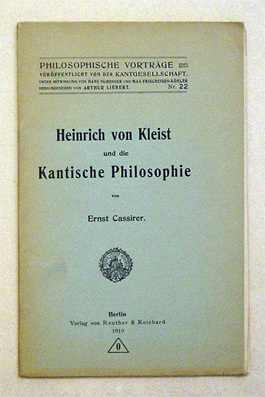 PHILOSOPHISCHE VORTRÄGE
VERÖFFENTLICHT VON DER KANTGESELLSCHAFT.
UNTER MITWIRKUNG VON HANS VAIHINGER UND MAX FRISCHEISEN-KÖHLER
HERAUSGEGEBEN VON ARTHUR LIEBERT. Nr. 22
Heinrich von Kleist
und die
Kantische Philosophie
von
Ernst Cassirer.
Berlin
Verlag von Reuther & Reichard
1919
0